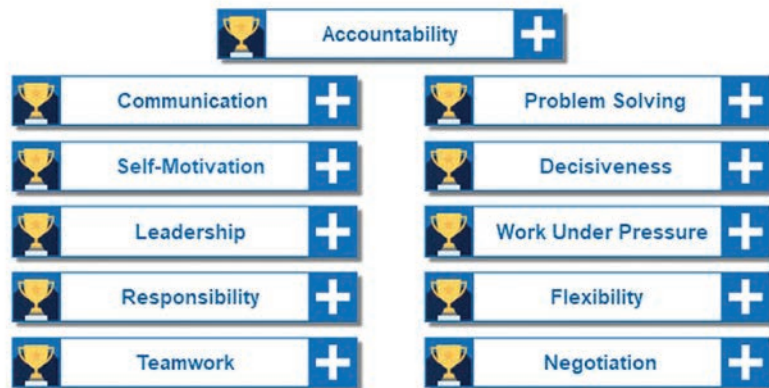 Accountability
Communication
Problem Solving
Self-Motivation
Decisiveness
Leadership
Work Under Pressure
Responsibility
Flexibility
Teamwork
Negotiation